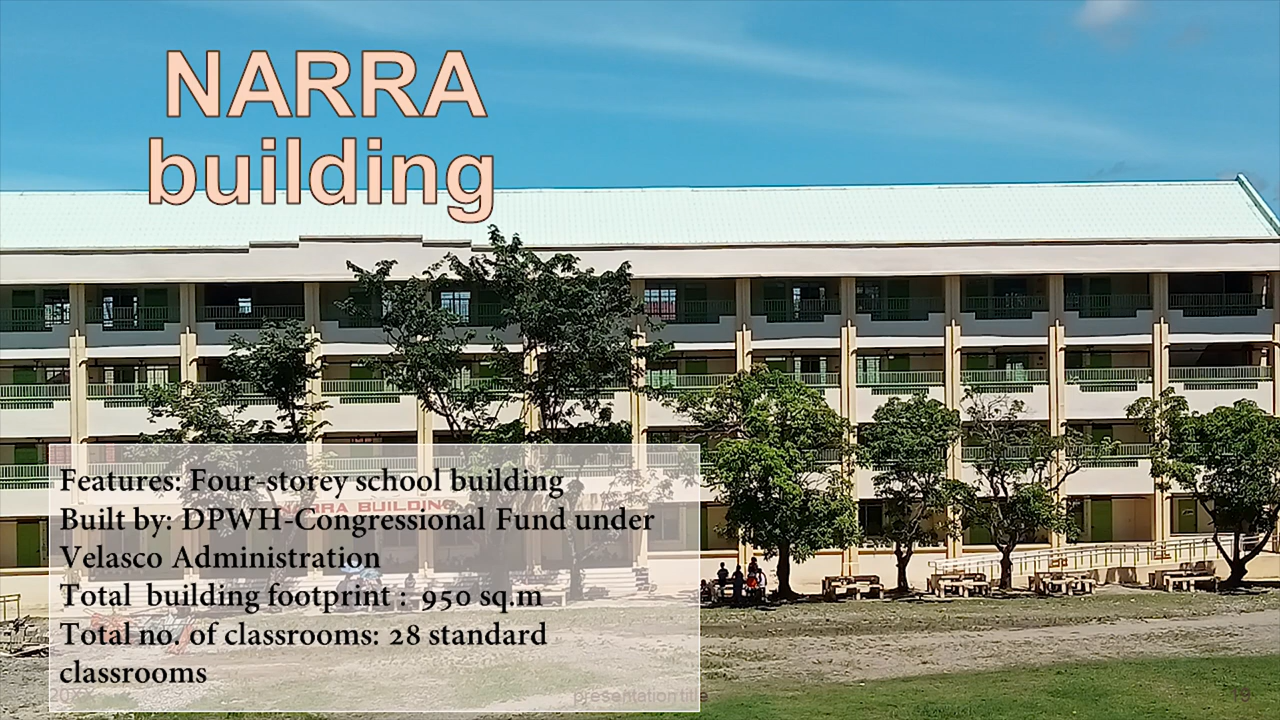 NARRA
building
Features: Four-storey school building
NARRA BUILDING
Built by: DPWH-Congressional Fund under
Velasco Administration
Total  building footprint :  950 sq.m
Total no. of classrooms: 28 standard
classrooms
presentation title
19